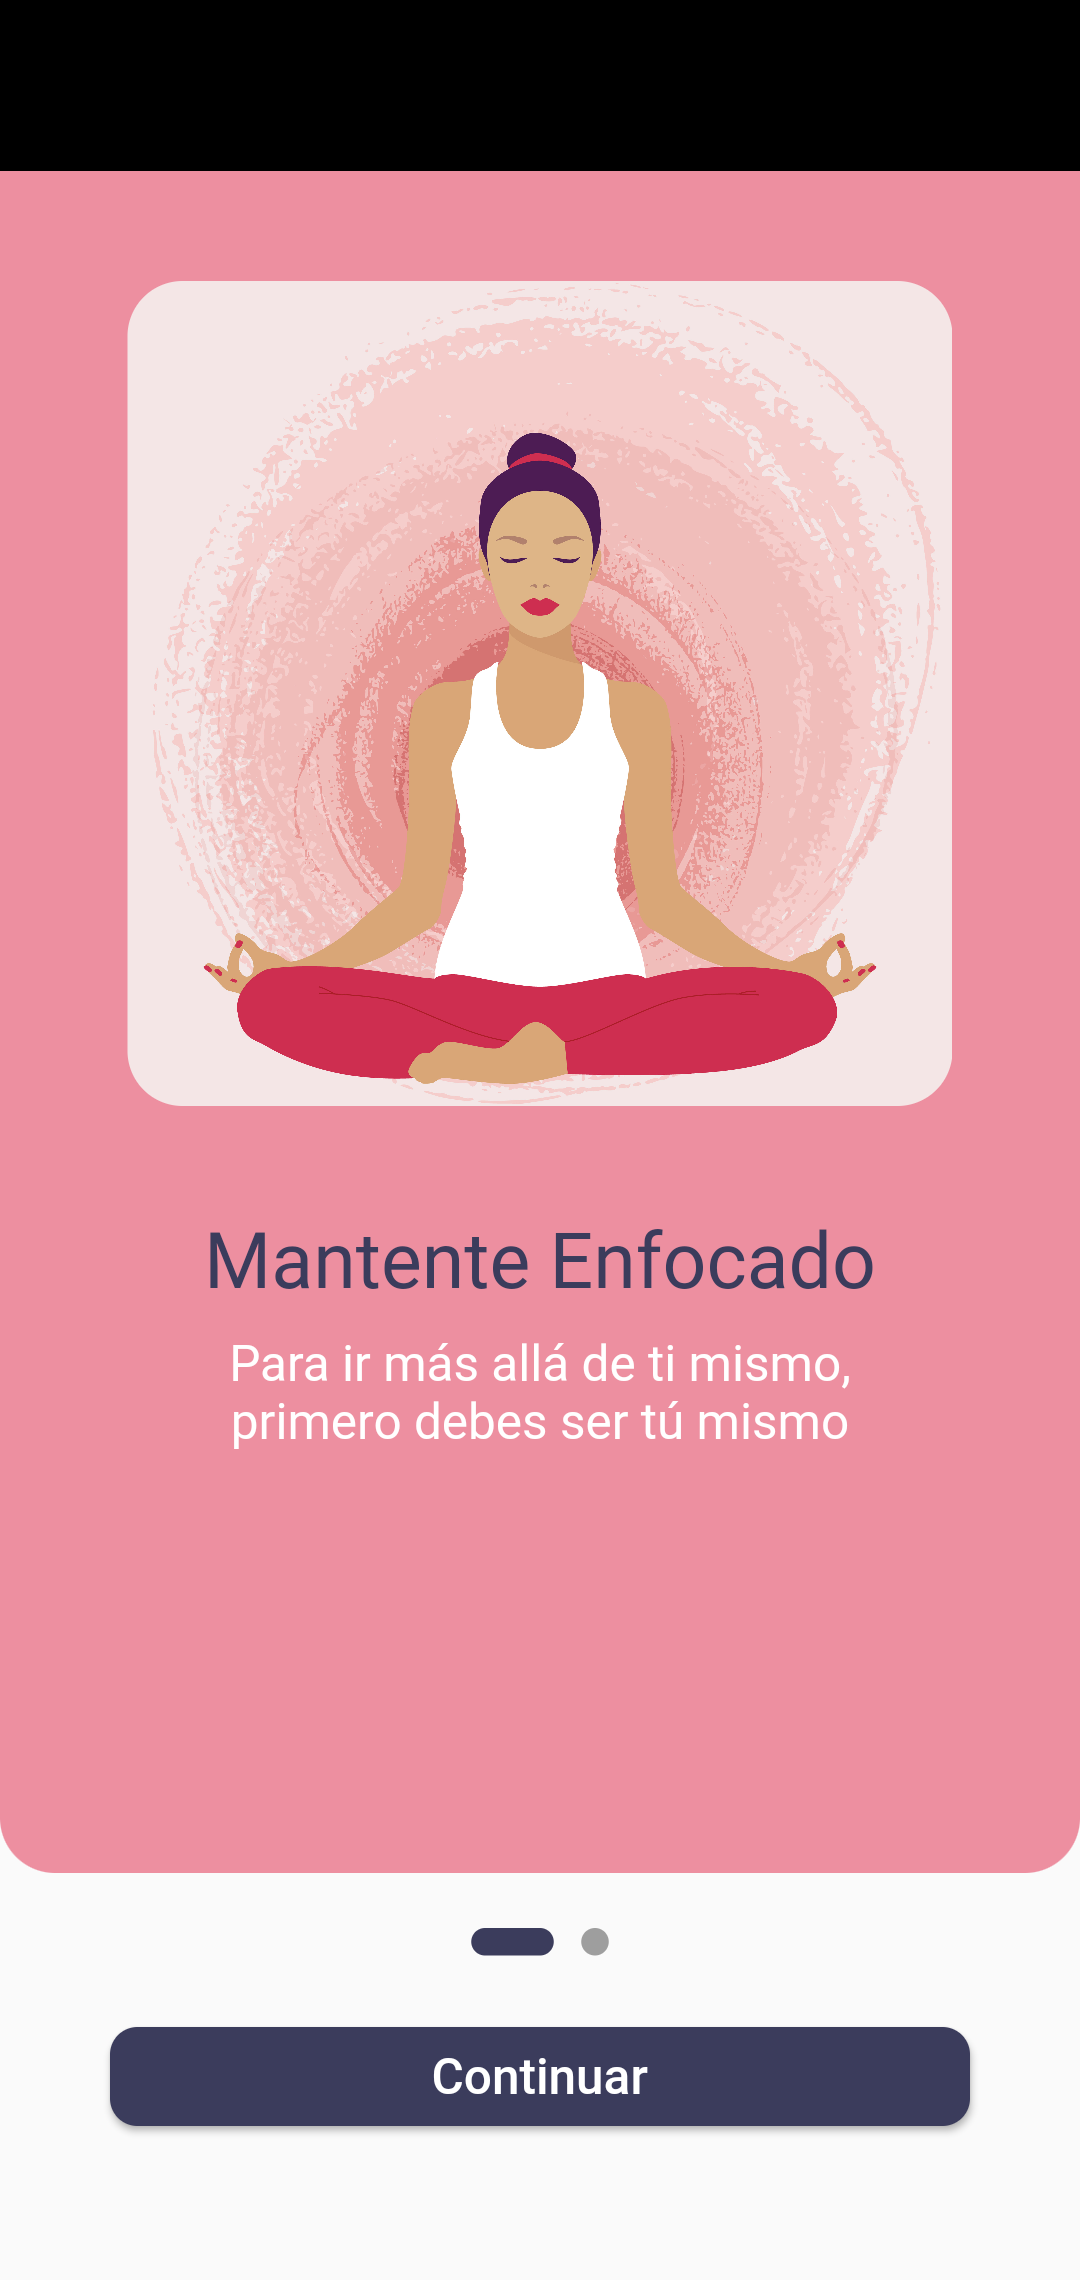 Mantente Enfocado
Para ir más allá de ti mismo,
primero debes ser tú mismo
Continuar